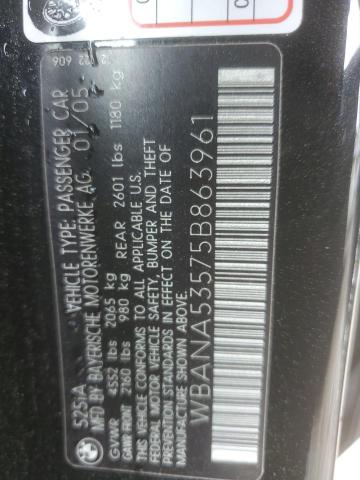 525IA
VEHICLE TYPE: PASSENGER CAR
MFD BY BAYERISCHE MOTORENWERKE AG. 01/05
GVWR 4552 lbs 2065 kg
GAWR FRONT 2160 lbs 980 kg REAR 2601 lbs 1180 kg
THIS VEHICLE CONFORMS TO ALL APPLICABLE U.S.
FEDERAL MOTOR VEHICLE SAFETY, BUMPER AND THEFT
PREVENTION STANDARDS IN EFFECT ON THE DATE OF
MANUFACTURE SHOWN ABOVE.
WBANA53575B863961